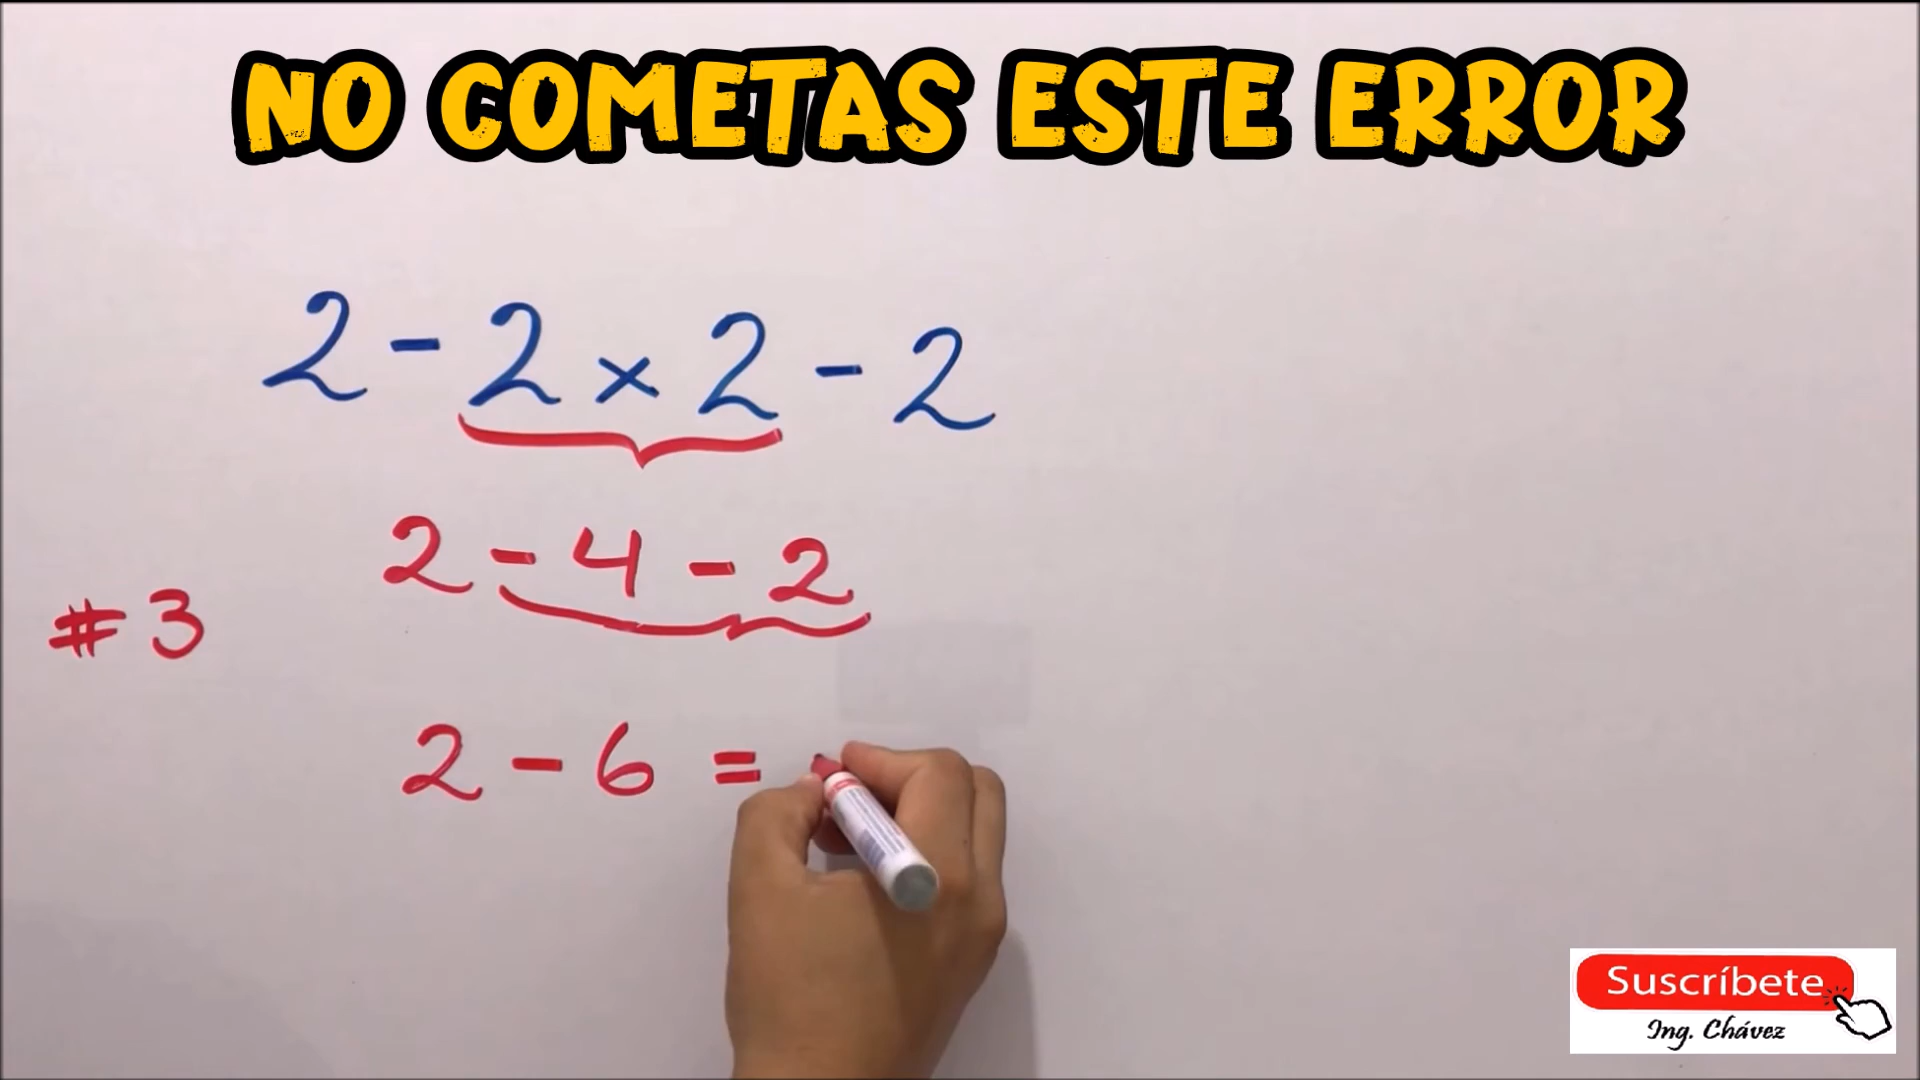 NO COMETAS ESTE ERROR
2 - 2 × 2 - 2
2 - 4 - 2
# 3
2 - 6 =
Suscríbete
Ing. Chávez